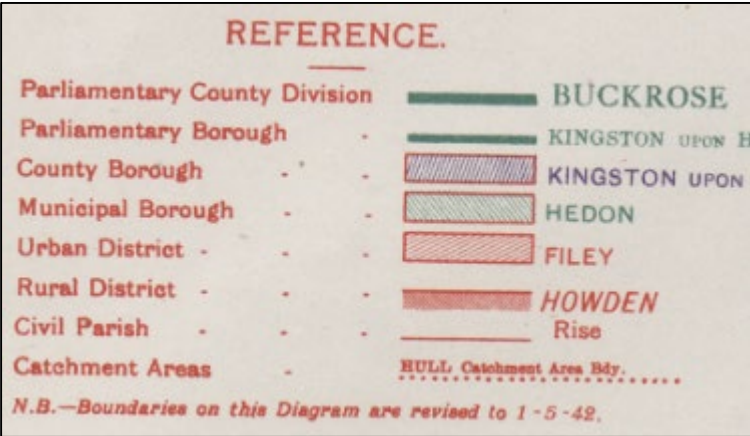 REFERENCE.
Parliamentary County Division BUCKROSE
Parliamentary Borough - KINGSTON UPON H
County Borough - - KINGSTON UPON
Municipal Borough - - HEDON
Urban District - - - FILEY
Rural District - - - HOWDEN
Civil Parish - - - Rise
Catchment Areas - HULL Catchment Area Bdy.
N.B.—Boundaries on this Diagram are revised to 1-5-42.